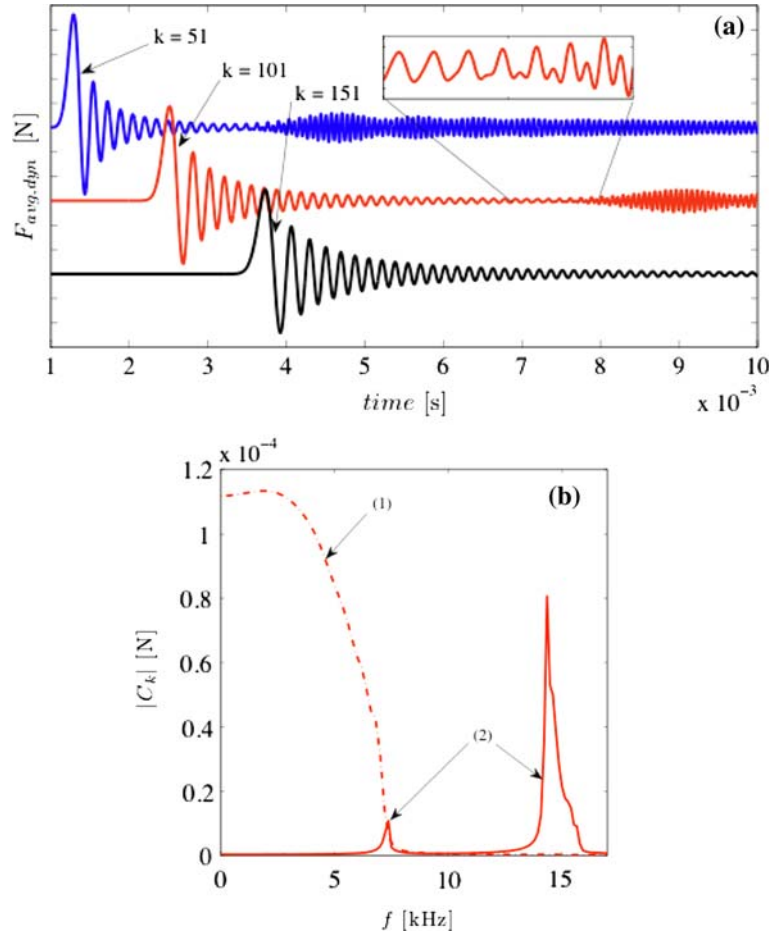 (a)
k = 51
k = 101
k = 151
F_{avg.dyn} [N]
1 2 3 4 5 6 7 8 9 10
time [s]
x 10^{-3}
x 10^{-4}
(b)
1.2
1
0.8
0.6
0.4
0.2
0
(1)
(2)
|C_k| [N]
0 5 10 15
f [kHz]